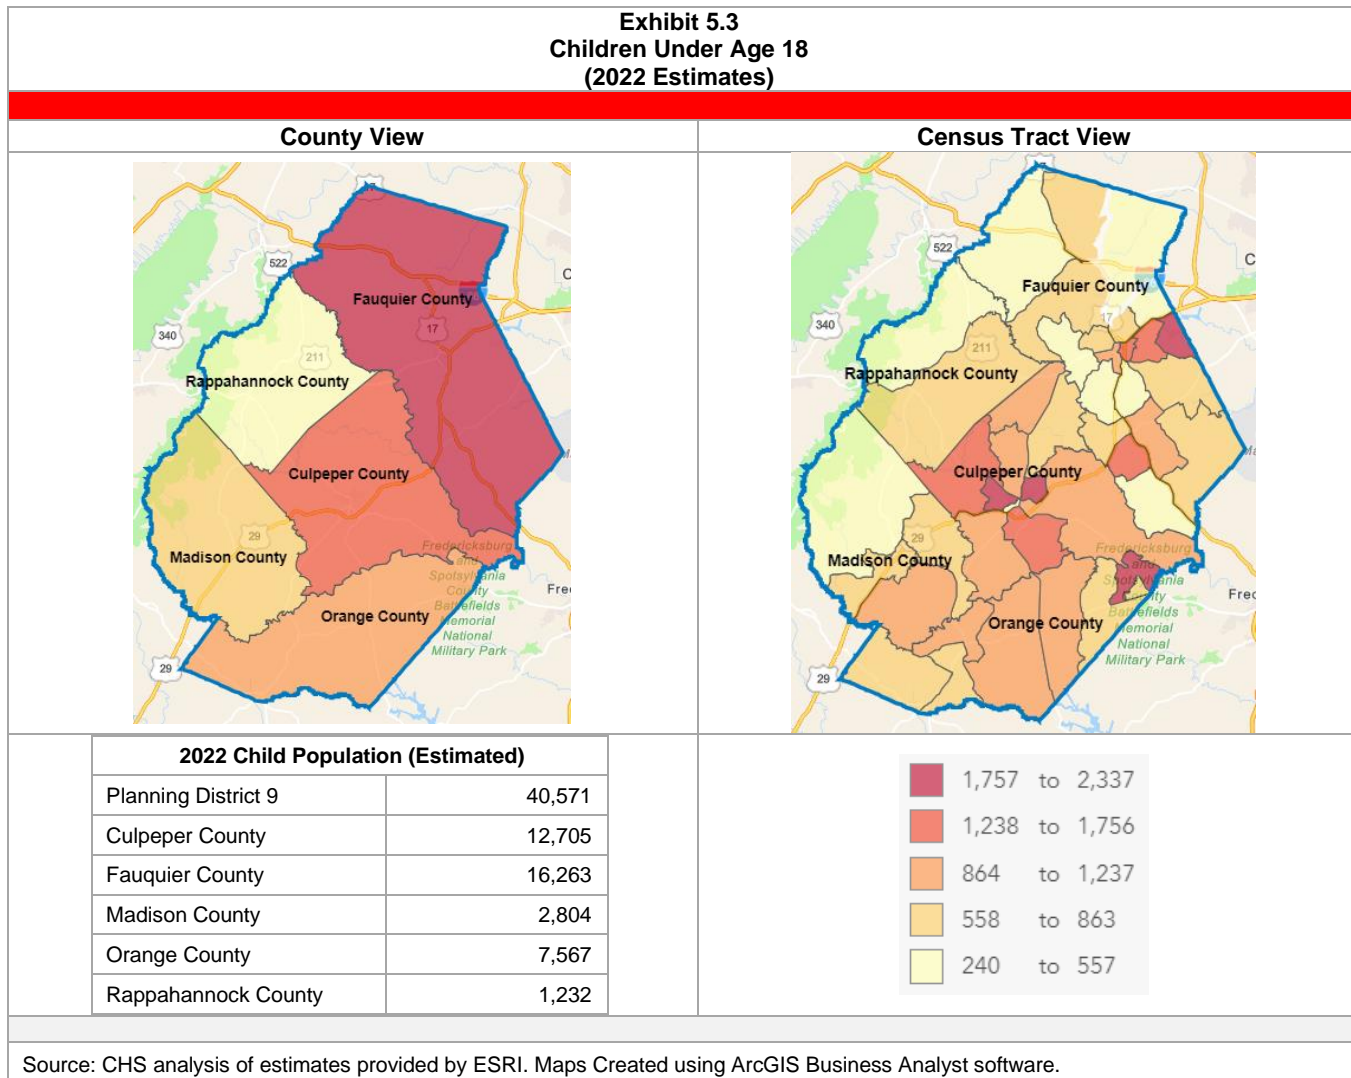 Exhibit 5.3
Children Under Age 18
(2022 Estimates)
County View
522
Fauquier County
17
340
211
Rappahannock County
Culpeper County
29
Madison County
Fredericksburg
and
Spotsylvania
County
Battlefields
Memorial
National
Military Park
Fre
Orange County
29
Census Tract View
522
C
Fauquier County
17
340
211
Rappahannock County
Culpeper County
29
Madison County
Fredericksburg
and
Spotsylvania
County
Battlefields
Memorial
National
Military Park
Frec
Orange County
29
2022 Child Population (Estimated)
Planning District 9 40,571
Culpeper County 12,705
Fauquier County 16,263
Madison County 2,804
Orange County 7,567
Rappahannock County 1,232
1,757 to 2,337
1,238 to 1,756
864 to 1,237
558 to 863
240 to 557
Source: CHS analysis of estimates provided by ESRI. Maps Created using ArcGIS Business Analyst software.